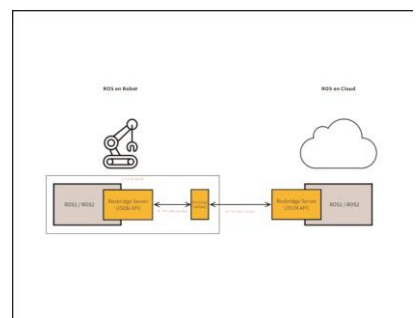 ROS on Robot
ROS on Cloud
ROS1 / ROS2
Rosbridge Server
(JSON API)
Rosbridge Server
(JSON API)
ROS1 / ROS2